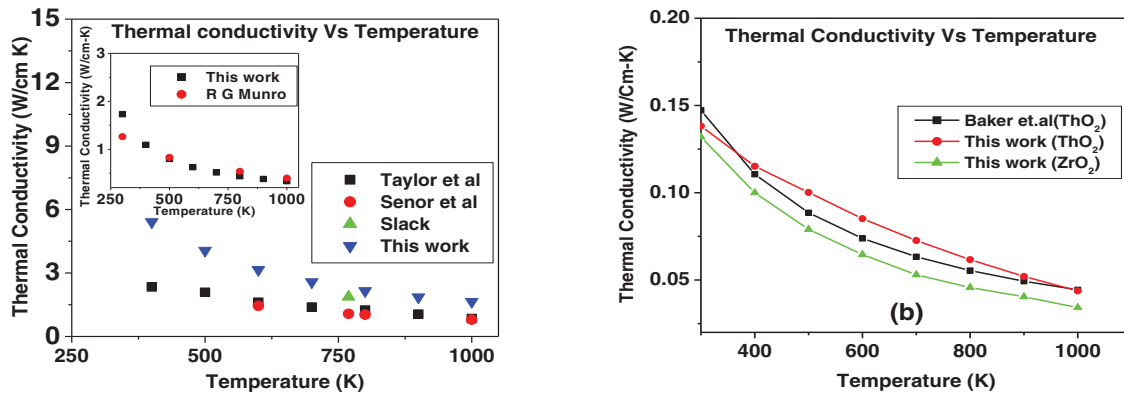 Thermal conductivity Vs Temperature
15
12
9
6
3
0
Thermal Conductivity (W/cm K)
250
500
750
1000
Temperature (K)
3
2
1
Thermal Conductivity (W/cm-K)
250
500
750
1000
Temperature (K)
This work
R G Munro
Taylor et al
Senor et al
Slack
This work
Thermal Conductivity Vs Temperature
0.20
0.15
0.10
0.05
Thermal Conductivity (W/Cm-K)
Baker et.al(ThO₂)
This work (ThO₂)
This work (ZrO₂)
(b)
400
600
800
1000
Temperature (K)